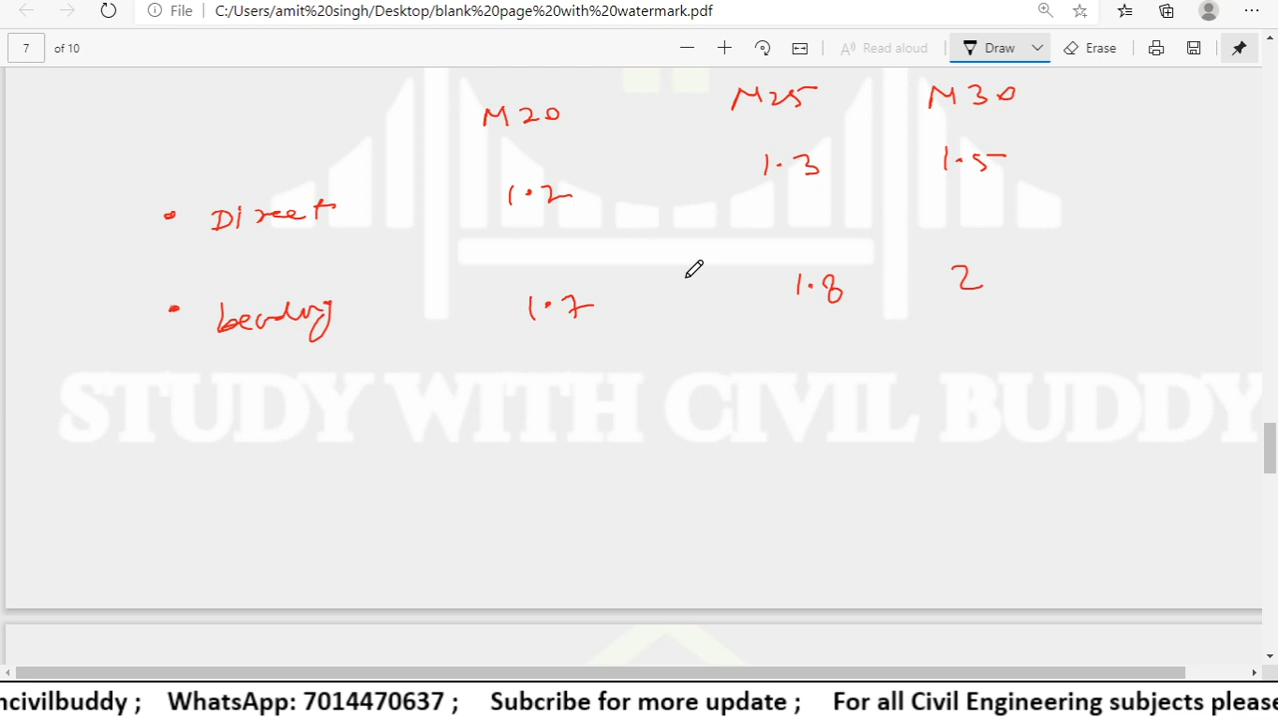 File C:/Users/amit%20singh/Desktop/blank%20page%20with%20watermark.pdf
7 of 10 Read aloud Draw Erase
M20 M25 M30
• Direct 1.2 1.3 1.5
• bending 1.7 1.8 2
STUDY WITH CIVIL BUDDY
ncivilbuddy ; WhatsApp: 7014470637 ; Subcribe for more update ; For all Civil Engineering subjects please